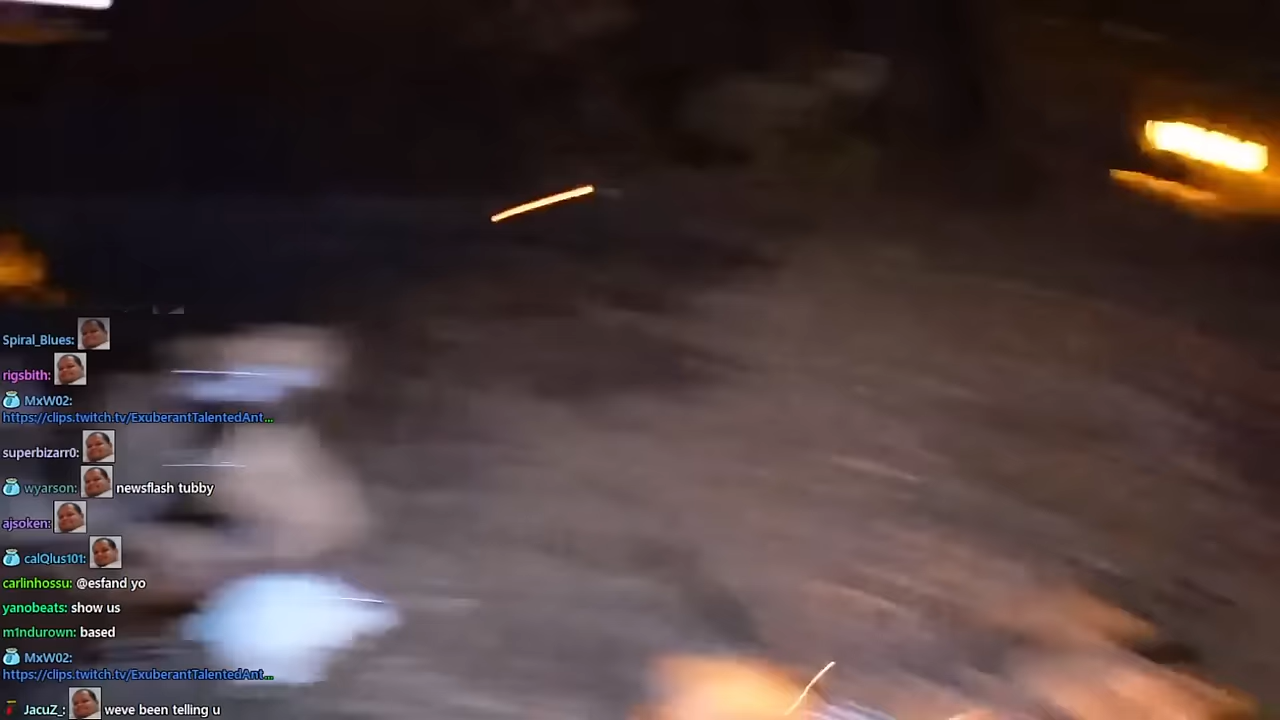 Spiral_Blues:
rigsbith:
MxW02:
https://clips.twitch.tv/ExuberantTalentedAnt...
superbizarr0:
wyarson: newsflash tubby
ajsoken:
calQlus101:
carlinhossu: @esfand yo
yanobeats: show us
m1ndurown: based
MxW02:
https://clips.twitch.tv/ExuberantTalentedAnt...
JacuZ_: weve been telling u